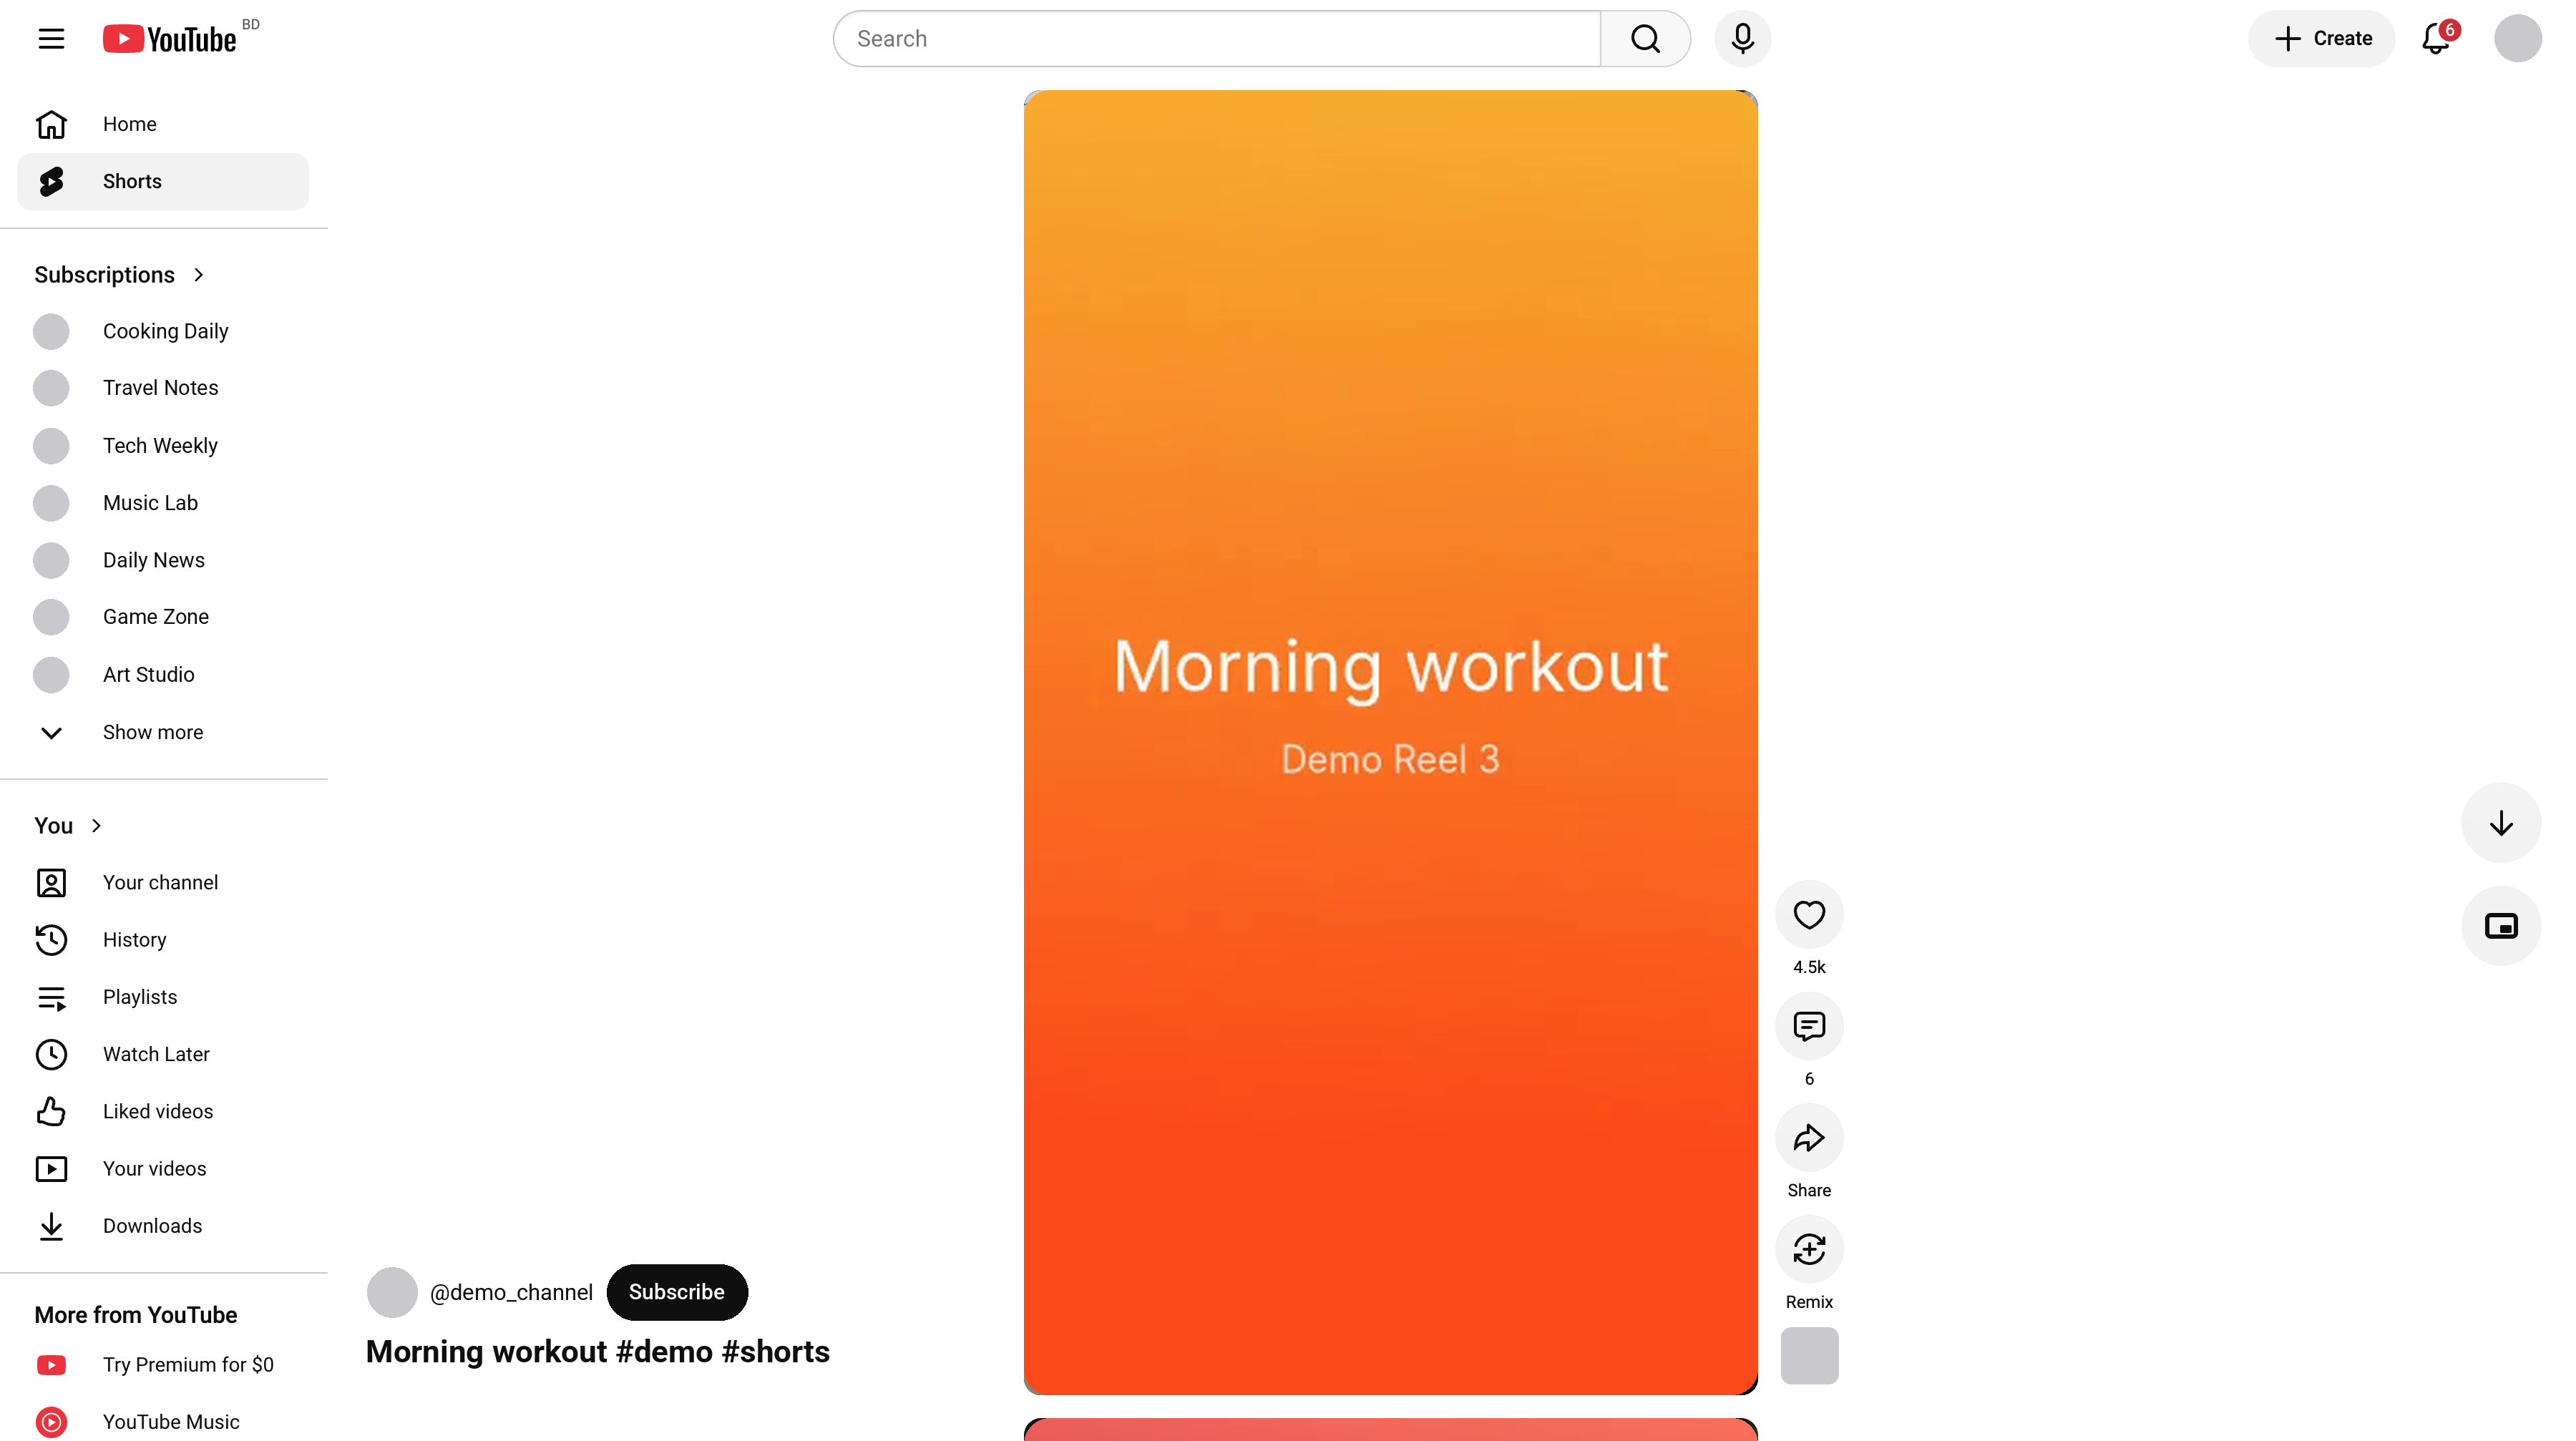 YouTube BD
Search
Create
6
Home
Shorts
Subscriptions
Cooking Daily
Travel Notes
Tech Weekly
Music Lab
Daily News
Game Zone
Art Studio
Show more
You
Your channel
History
Playlists
Watch Later
Liked videos
Your videos
Downloads
More from YouTube
Try Premium for $0
YouTube Music
Morning workout
Demo Reel 3
@demo_channel
Subscribe
Morning workout #demo #shorts
4.5k
6
Share
Remix